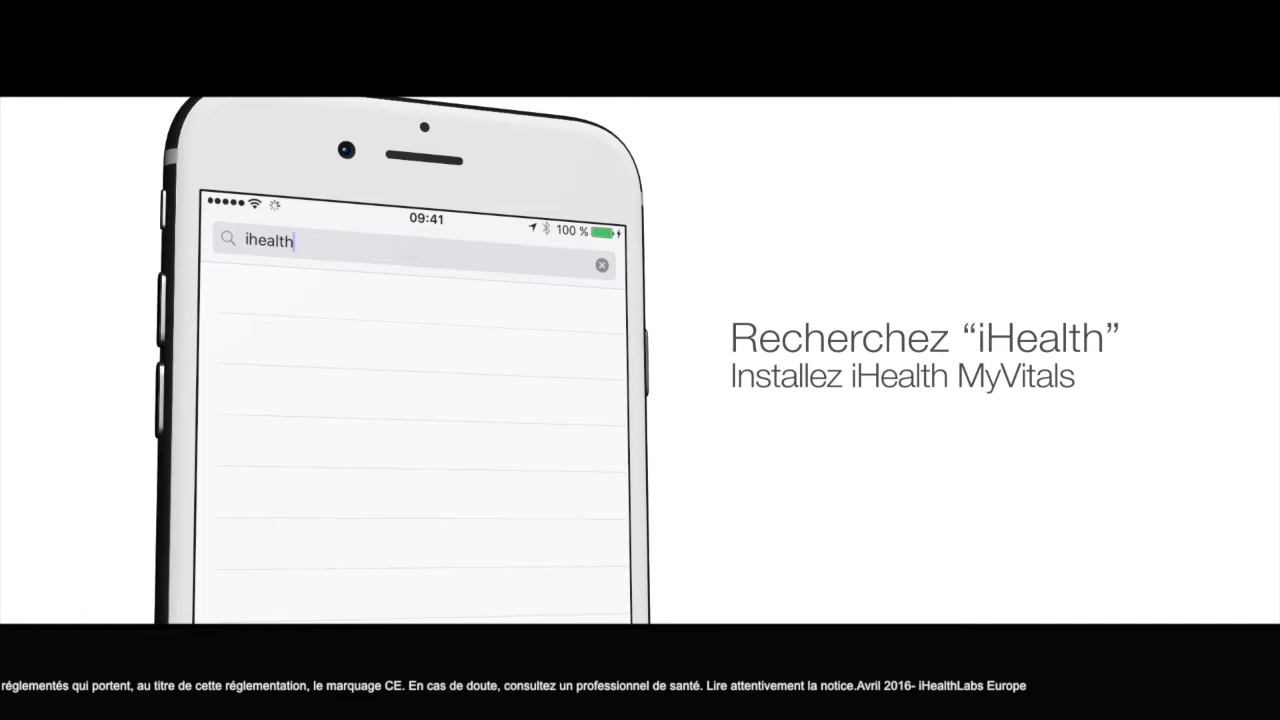 09:41
100 %
ihealth
Recherchez “iHealth”
Installez iHealth MyVitals
réglementés qui portent, au titre de cette réglementation, le marquage CE. En cas de doute, consultez un professionnel de santé. Lire attentivement la notice.Avril 2016- iHealthLabs Europe